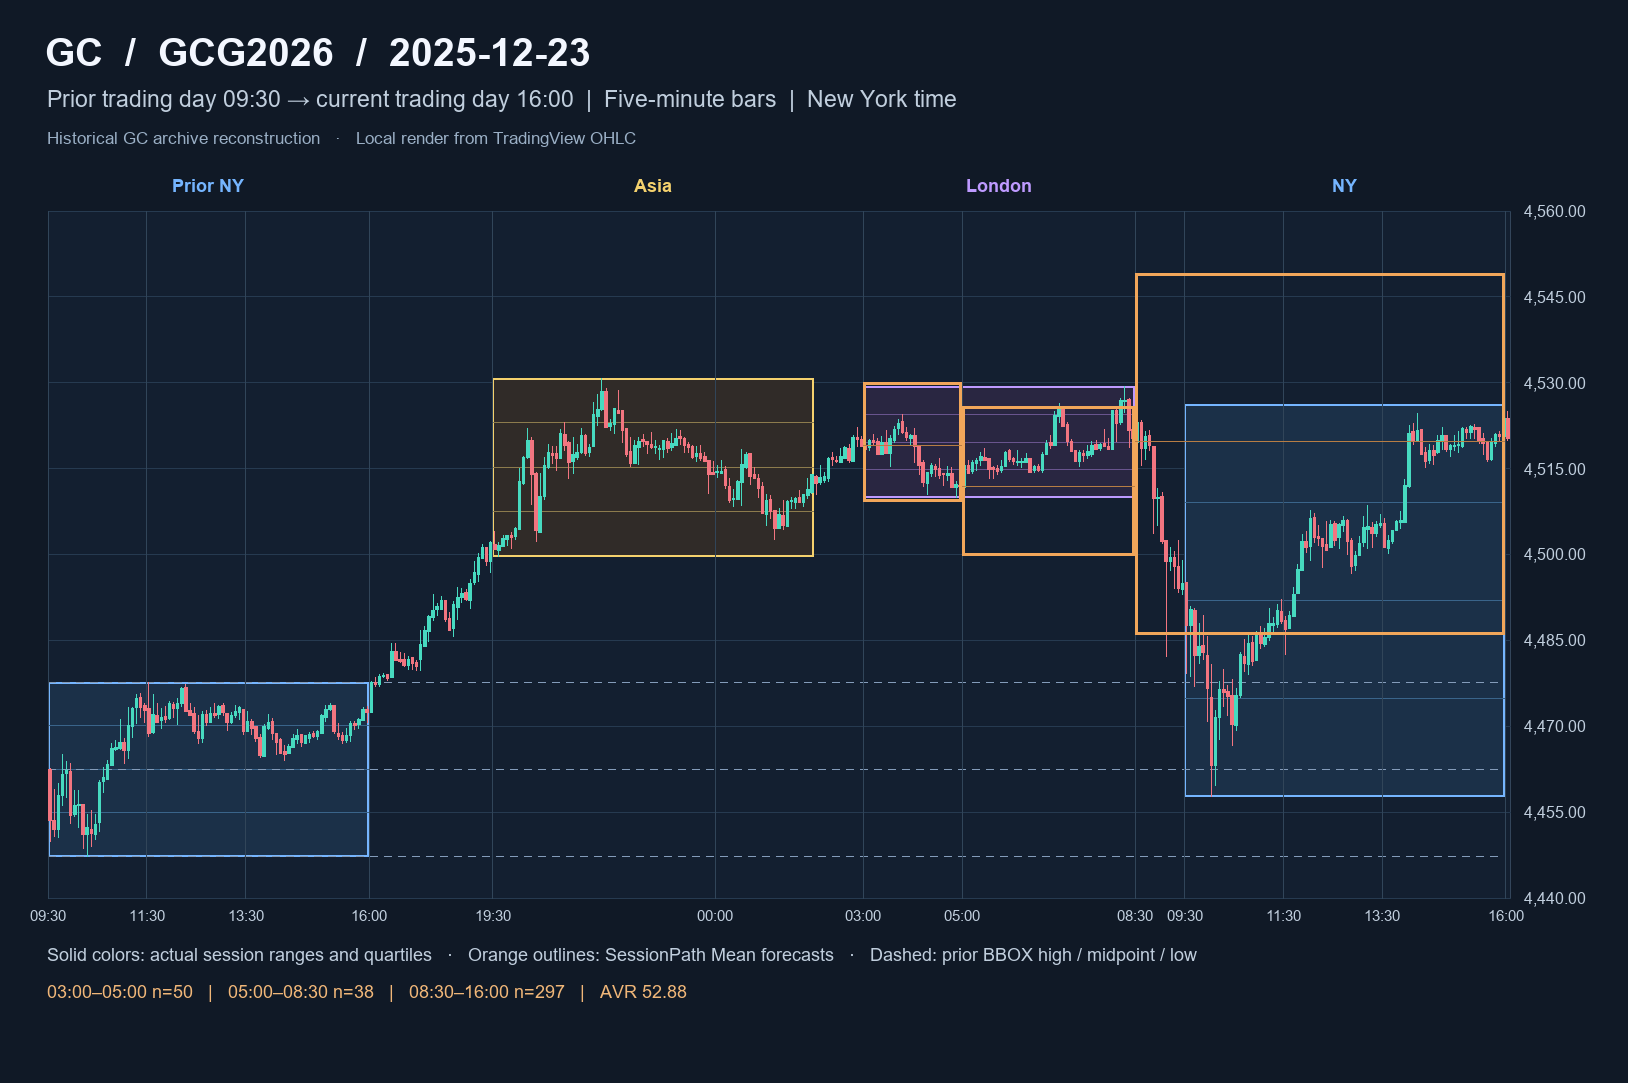 GC / GCG2026 / 2025-12-23
Prior trading day 09:30 → current trading day 16:00 | Five-minute bars | New York time
Historical GC archive reconstruction · Local render from TradingView OHLC
Prior NY Asia London NY
4,560.00
4,545.00
4,530.00
4,515.00
4,500.00
4,485.00
4,470.00
4,455.00
4,440.00
09:30 11:30 13:30 16:00 19:30 00:00 03:00 05:00 08:30 09:30 11:30 13:30 16:00
Solid colors: actual session ranges and quartiles · Orange outlines: SessionPath Mean forecasts · Dashed: prior BBOX high / midpoint / low
03:00–05:00 n=50 | 05:00–08:30 n=38 | 08:30–16:00 n=297 | AVR 52.88